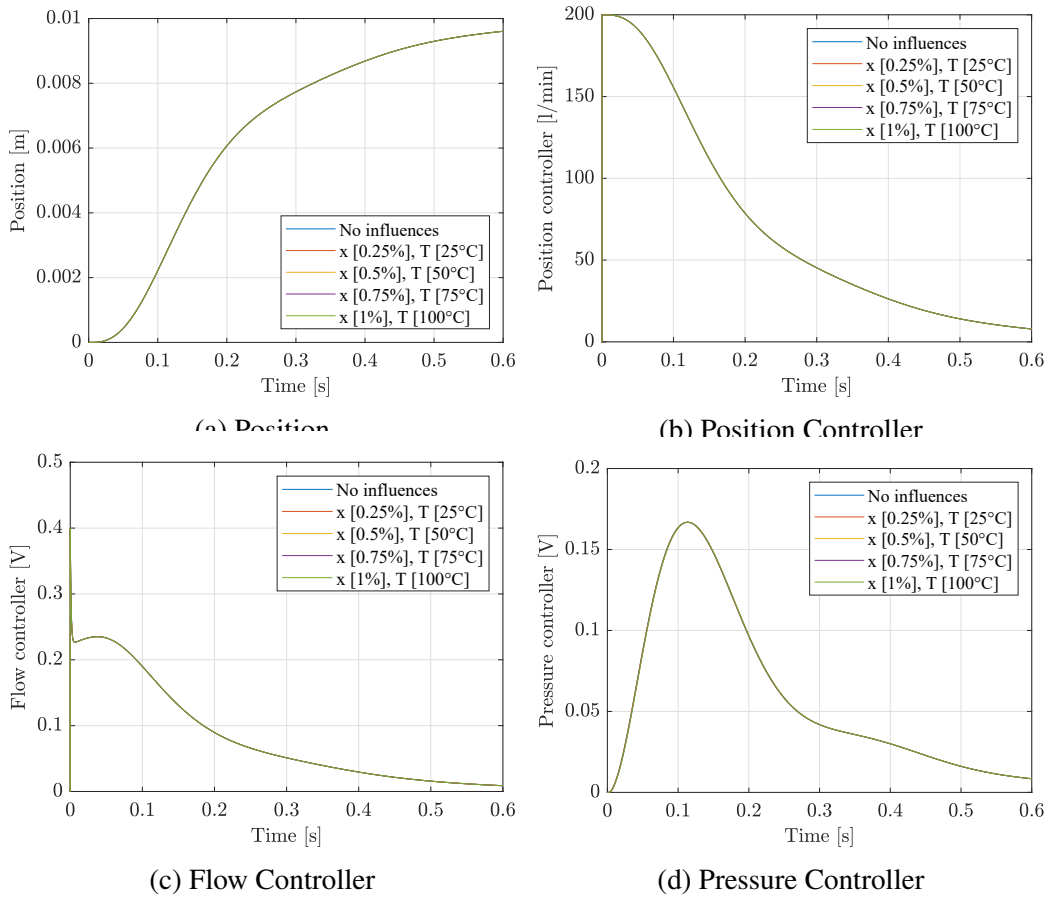 0.01
0.008
0.006
0.004
0.002
0
Position [m]
No influences
x [0.25%], T [25°C]
x [0.5%], T [50°C]
x [0.75%], T [75°C]
x [1%], T [100°C]
0 0.1 0.2 0.3 0.4 0.5 0.6
Time [s]
(a) Position
200
150
100
50
0
Position controller [l/min]
No influences
x [0.25%], T [25°C]
x [0.5%], T [50°C]
x [0.75%], T [75°C]
x [1%], T [100°C]
0 0.1 0.2 0.3 0.4 0.5 0.6
Time [s]
(b) Position Controller
0.5
0.4
0.3
0.2
0.1
0
Flow controller [V]
No influences
x [0.25%], T [25°C]
x [0.5%], T [50°C]
x [0.75%], T [75°C]
x [1%], T [100°C]
0 0.1 0.2 0.3 0.4 0.5 0.6
Time [s]
(c) Flow Controller
0.2
0.15
0.1
0.05
0
Pressure controller [V]
No influences
x [0.25%], T [25°C]
x [0.5%], T [50°C]
x [0.75%], T [75°C]
x [1%], T [100°C]
0 0.1 0.2 0.3 0.4 0.5 0.6
Time [s]
(d) Pressure Controller